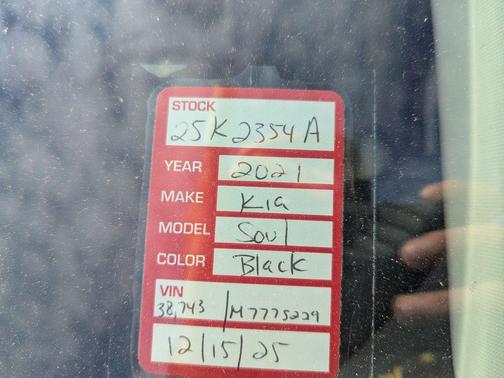 STOCK
25K2354A
YEAR 2021
MAKE Kia
MODEL Soul
COLOR Black
VIN
38,743 / M7775229
12/15/25